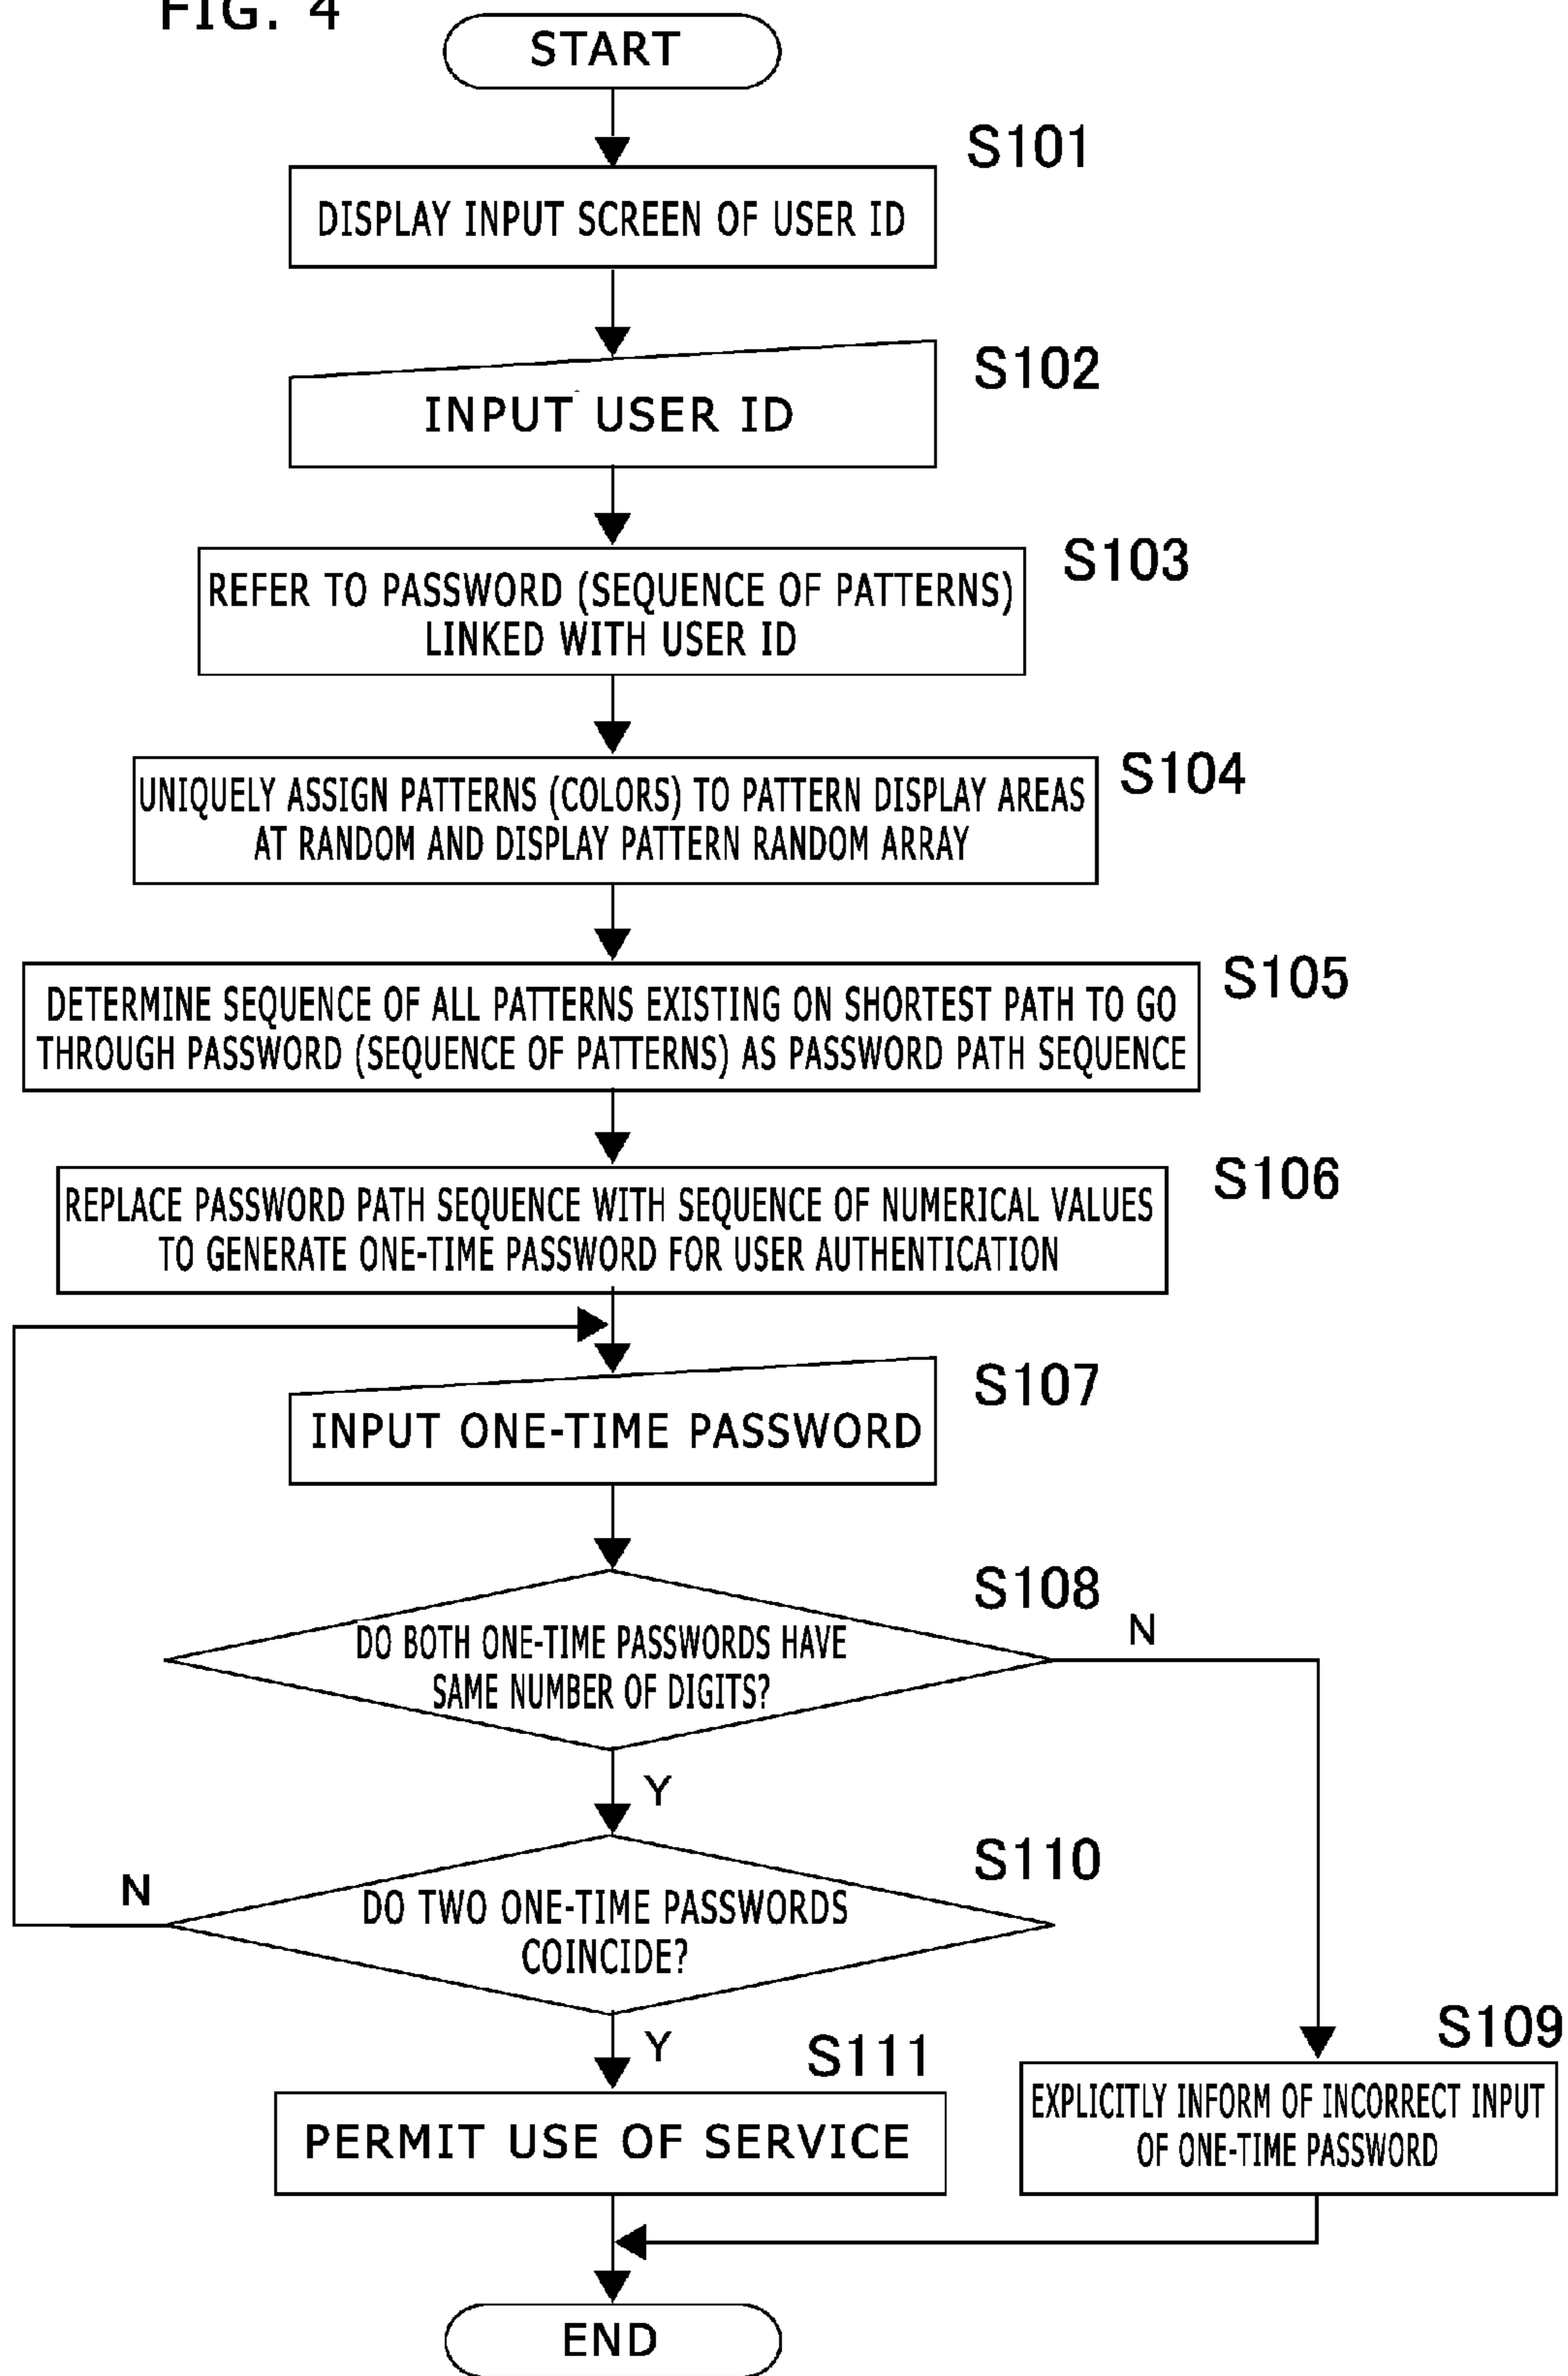 FIG. 4
START
S101
DISPLAY INPUT SCREEN OF USER ID
S102
INPUT USER ID
S103
REFER TO PASSWORD (SEQUENCE OF PATTERNS)
LINKED WITH USER ID
S104
UNIQUELY ASSIGN PATTERNS (COLORS) TO PATTERN DISPLAY AREAS
AT RANDOM AND DISPLAY PATTERN RANDOM ARRAY
S105
DETERMINE SEQUENCE OF ALL PATTERNS EXISTING ON SHORTEST PATH TO GO
THROUGH PASSWORD (SEQUENCE OF PATTERNS) AS PASSWORD PATH SEQUENCE
S106
REPLACE PASSWORD PATH SEQUENCE WITH SEQUENCE OF NUMERICAL VALUES
TO GENERATE ONE-TIME PASSWORD FOR USER AUTHENTICATION
S107
INPUT ONE-TIME PASSWORD
S108
DO BOTH ONE-TIME PASSWORDS HAVE
SAME NUMBER OF DIGITS?
N
Y
S110
N
DO TWO ONE-TIME PASSWORDS
COINCIDE?
Y
S111
PERMIT USE OF SERVICE
S109
EXPLICITLY INFORM OF INCORRECT INPUT
OF ONE-TIME PASSWORD
END